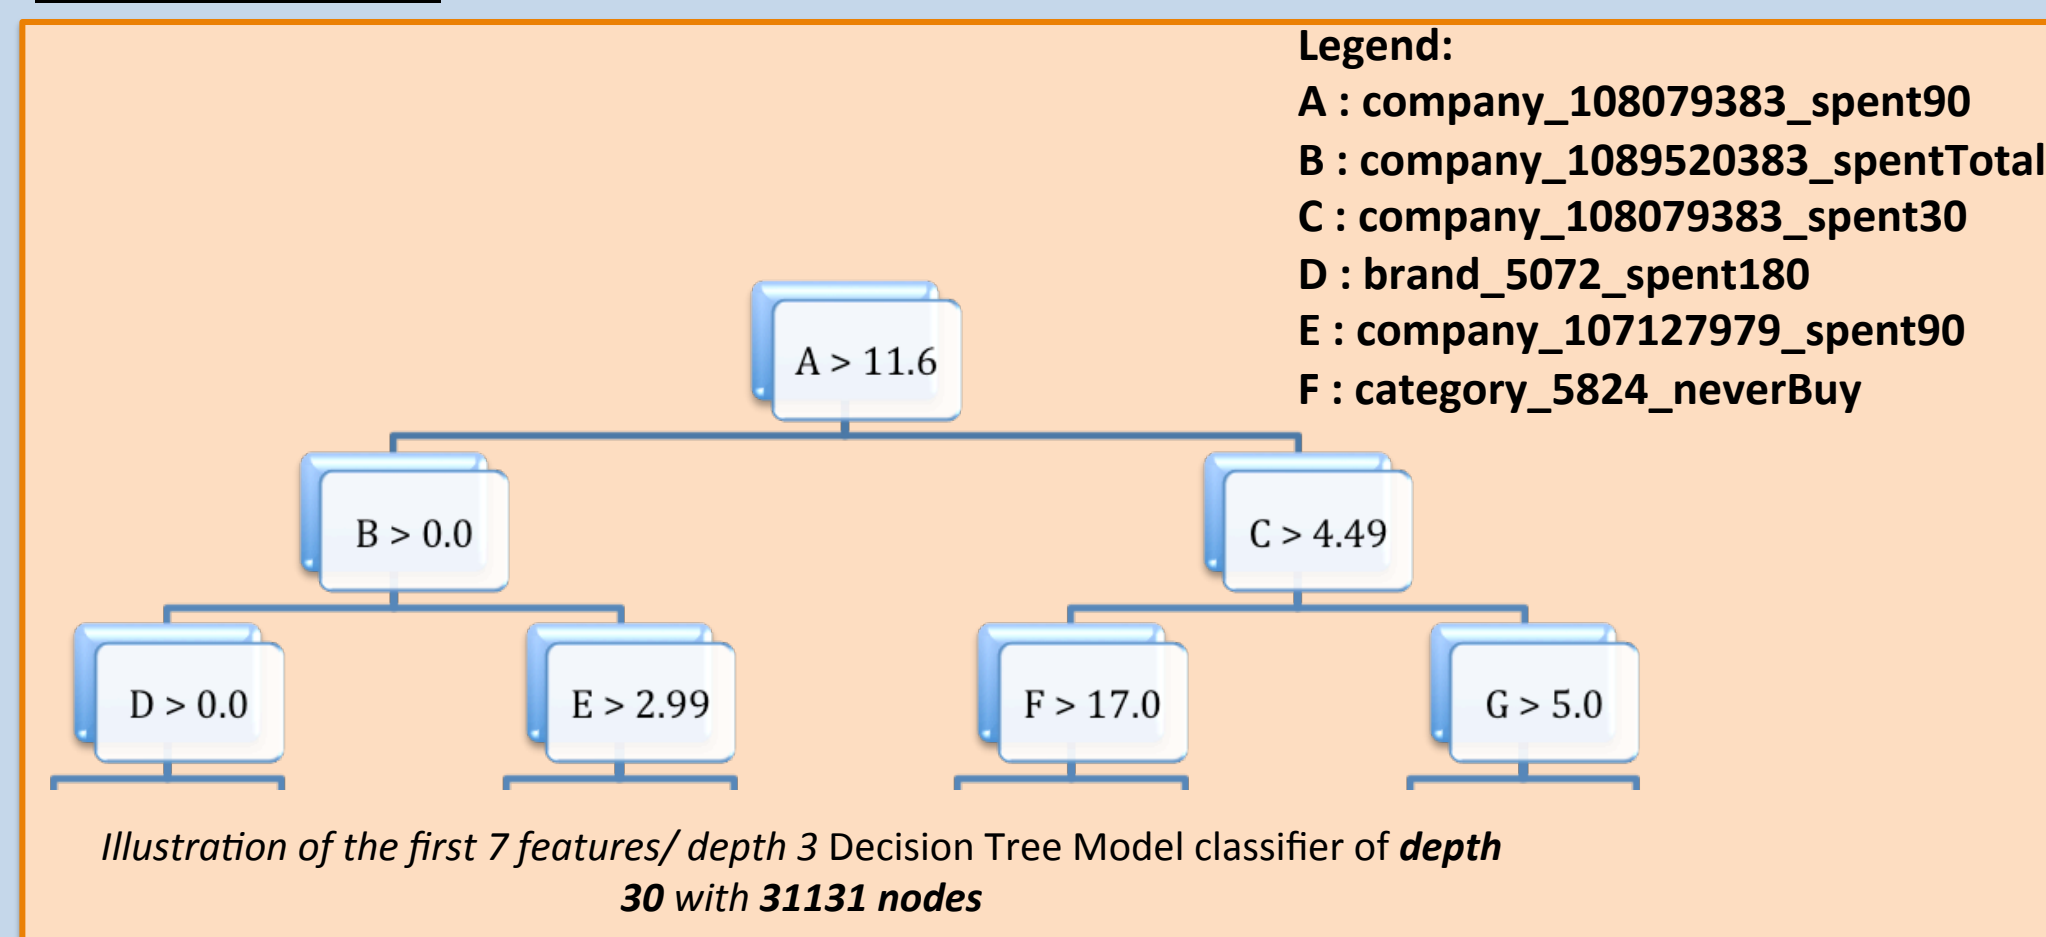 Legend:
A : company_108079383_spent90
B : company_1089520383_spentTotal
C : company_108079383_spent30
D : brand_5072_spent180
E : company_107127979_spent90
F : category_5824_neverBuy
A > 11.6
B > 0.0
C > 4.49
D > 0.0
E > 2.99
F > 17.0
G > 5.0
Illustration of the first 7 features/ depth 3 Decision Tree Model classifier of depth
30 with 31131 nodes